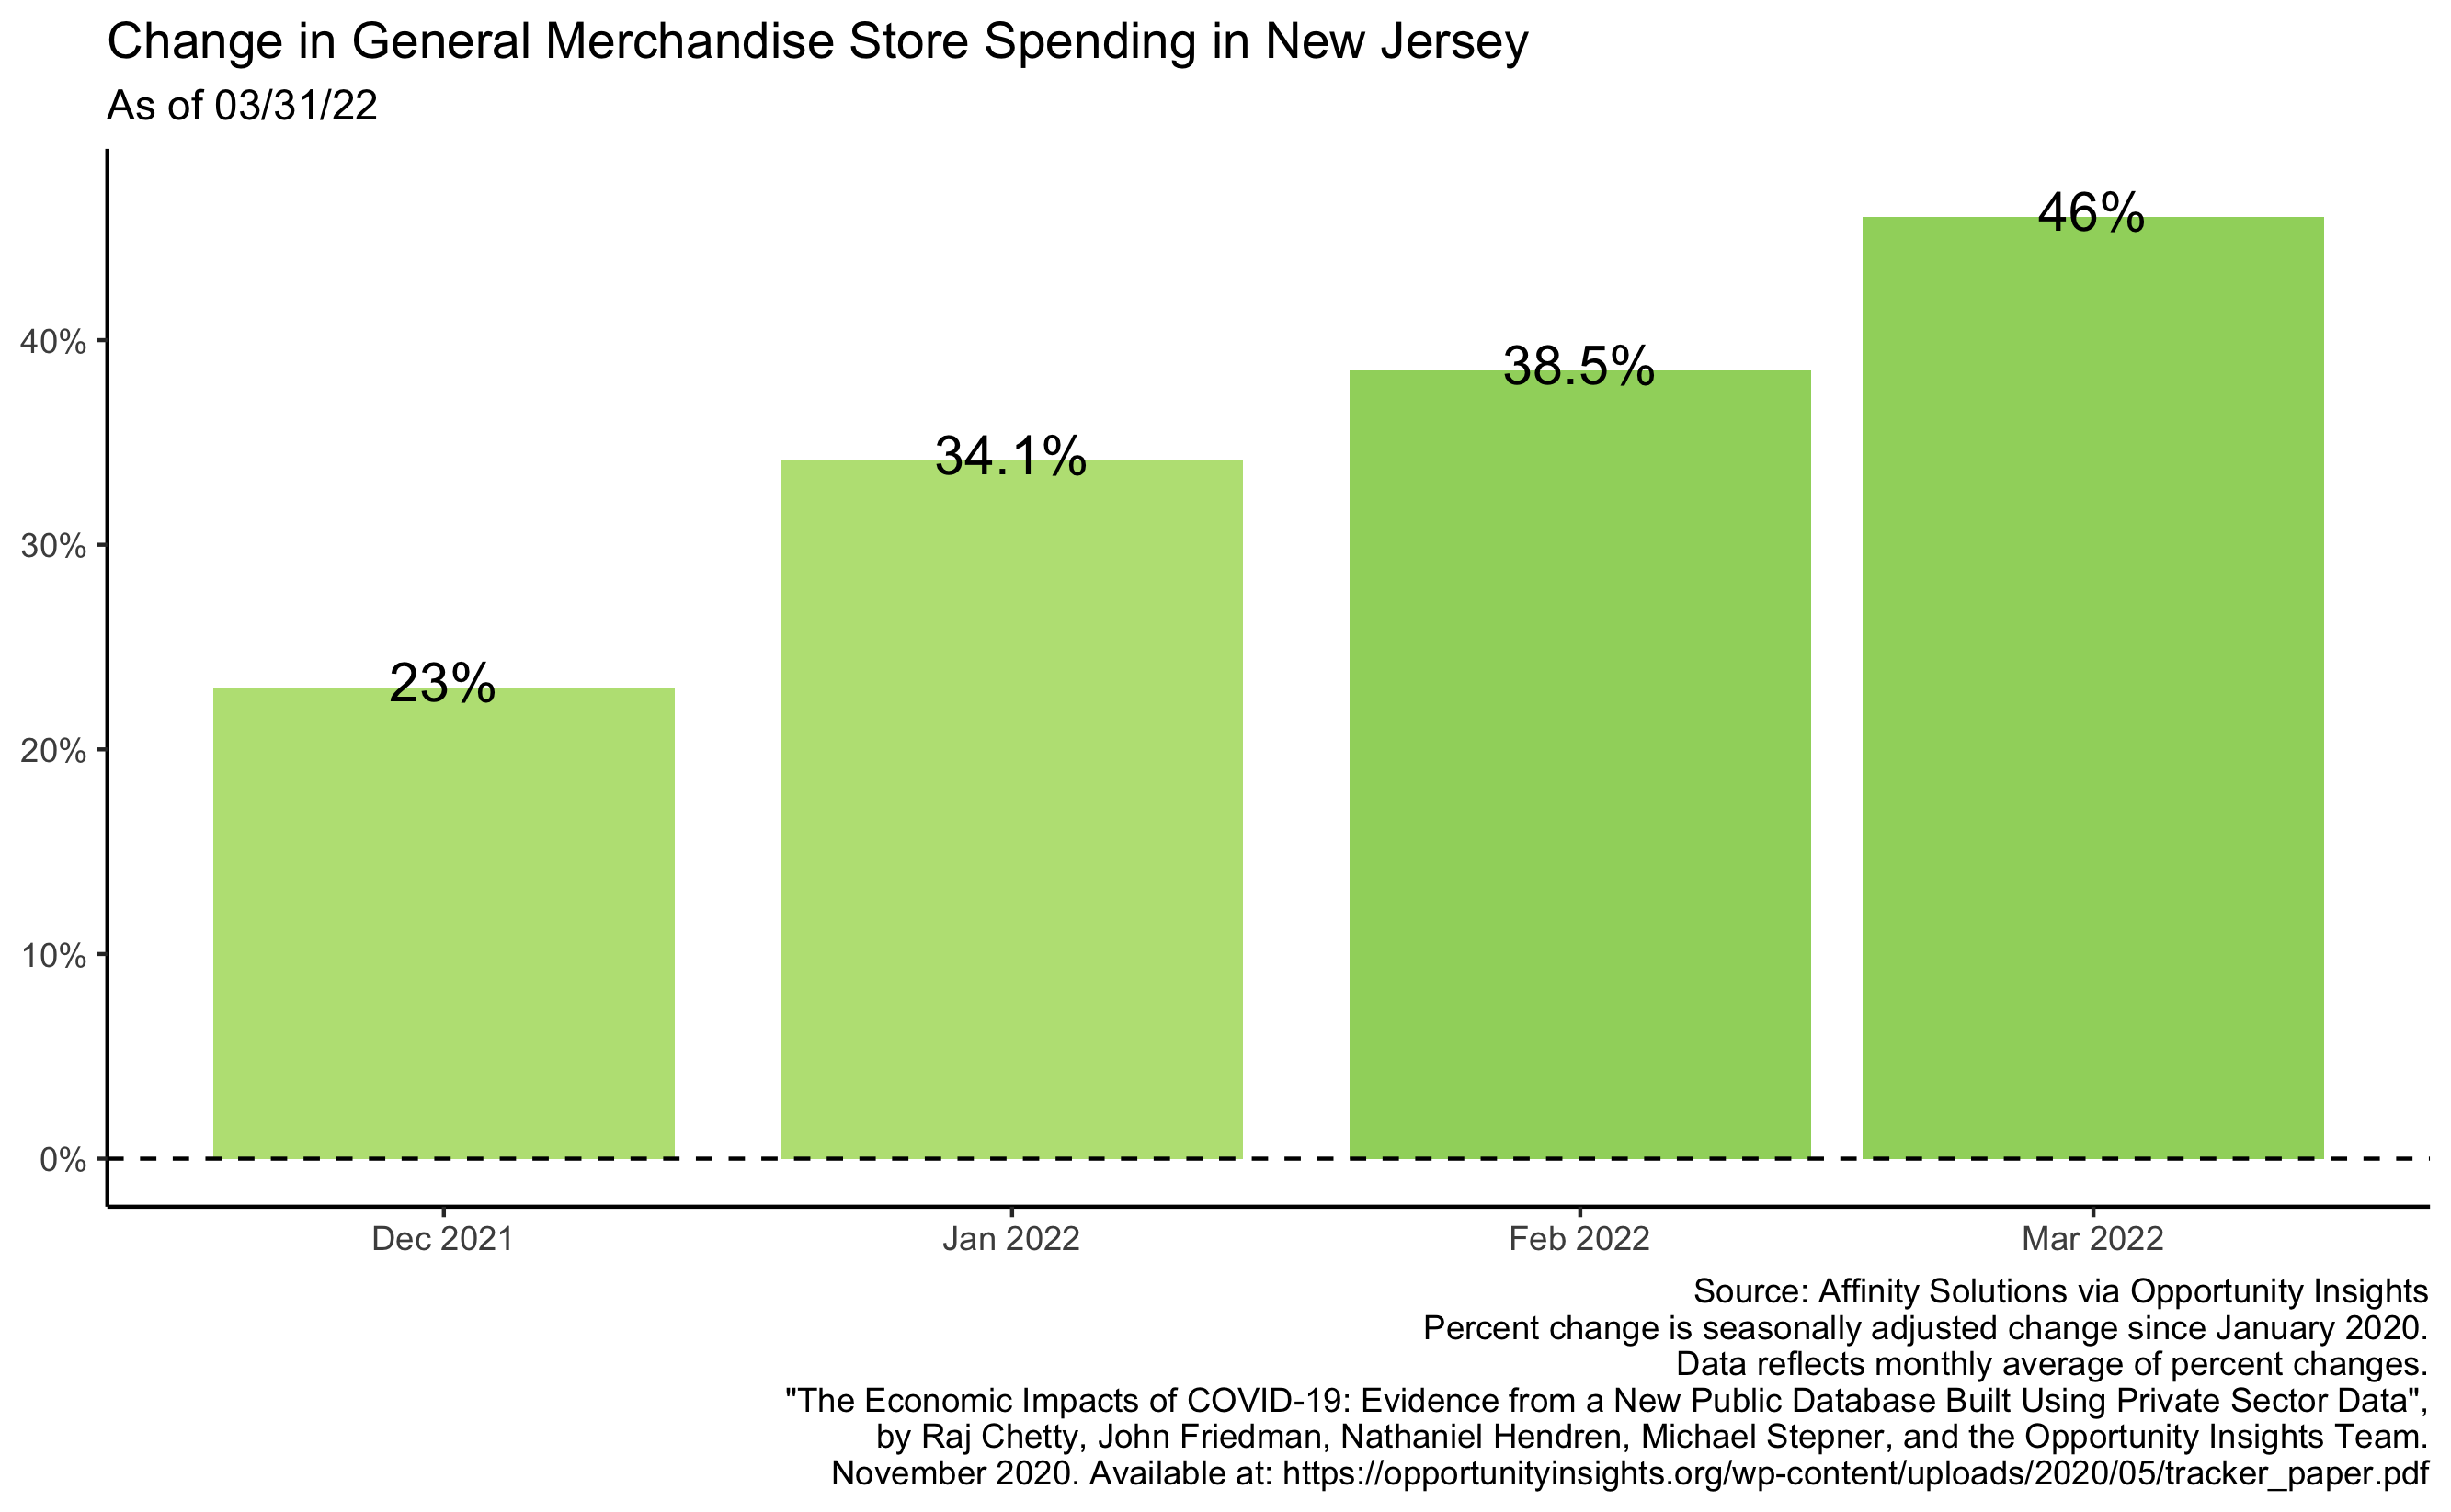 Change in General Merchandise Store Spending in New Jersey
As of 03/31/22
46%
38.5%
34.1%
23%
40%
30%
20%
10%
0%
Dec 2021
Jan 2022
Feb 2022
Mar 2022
Source: Affinity Solutions via Opportunity Insights
Percent change is seasonally adjusted change since January 2020.
Data reflects monthly average of percent changes.
"The Economic Impacts of COVID-19: Evidence from a New Public Database Built Using Private Sector Data",
by Raj Chetty, John Friedman, Nathaniel Hendren, Michael Stepner, and the Opportunity Insights Team.
November 2020. Available at: https://opportunityinsights.org/wp-content/uploads/2020/05/tracker_paper.pdf